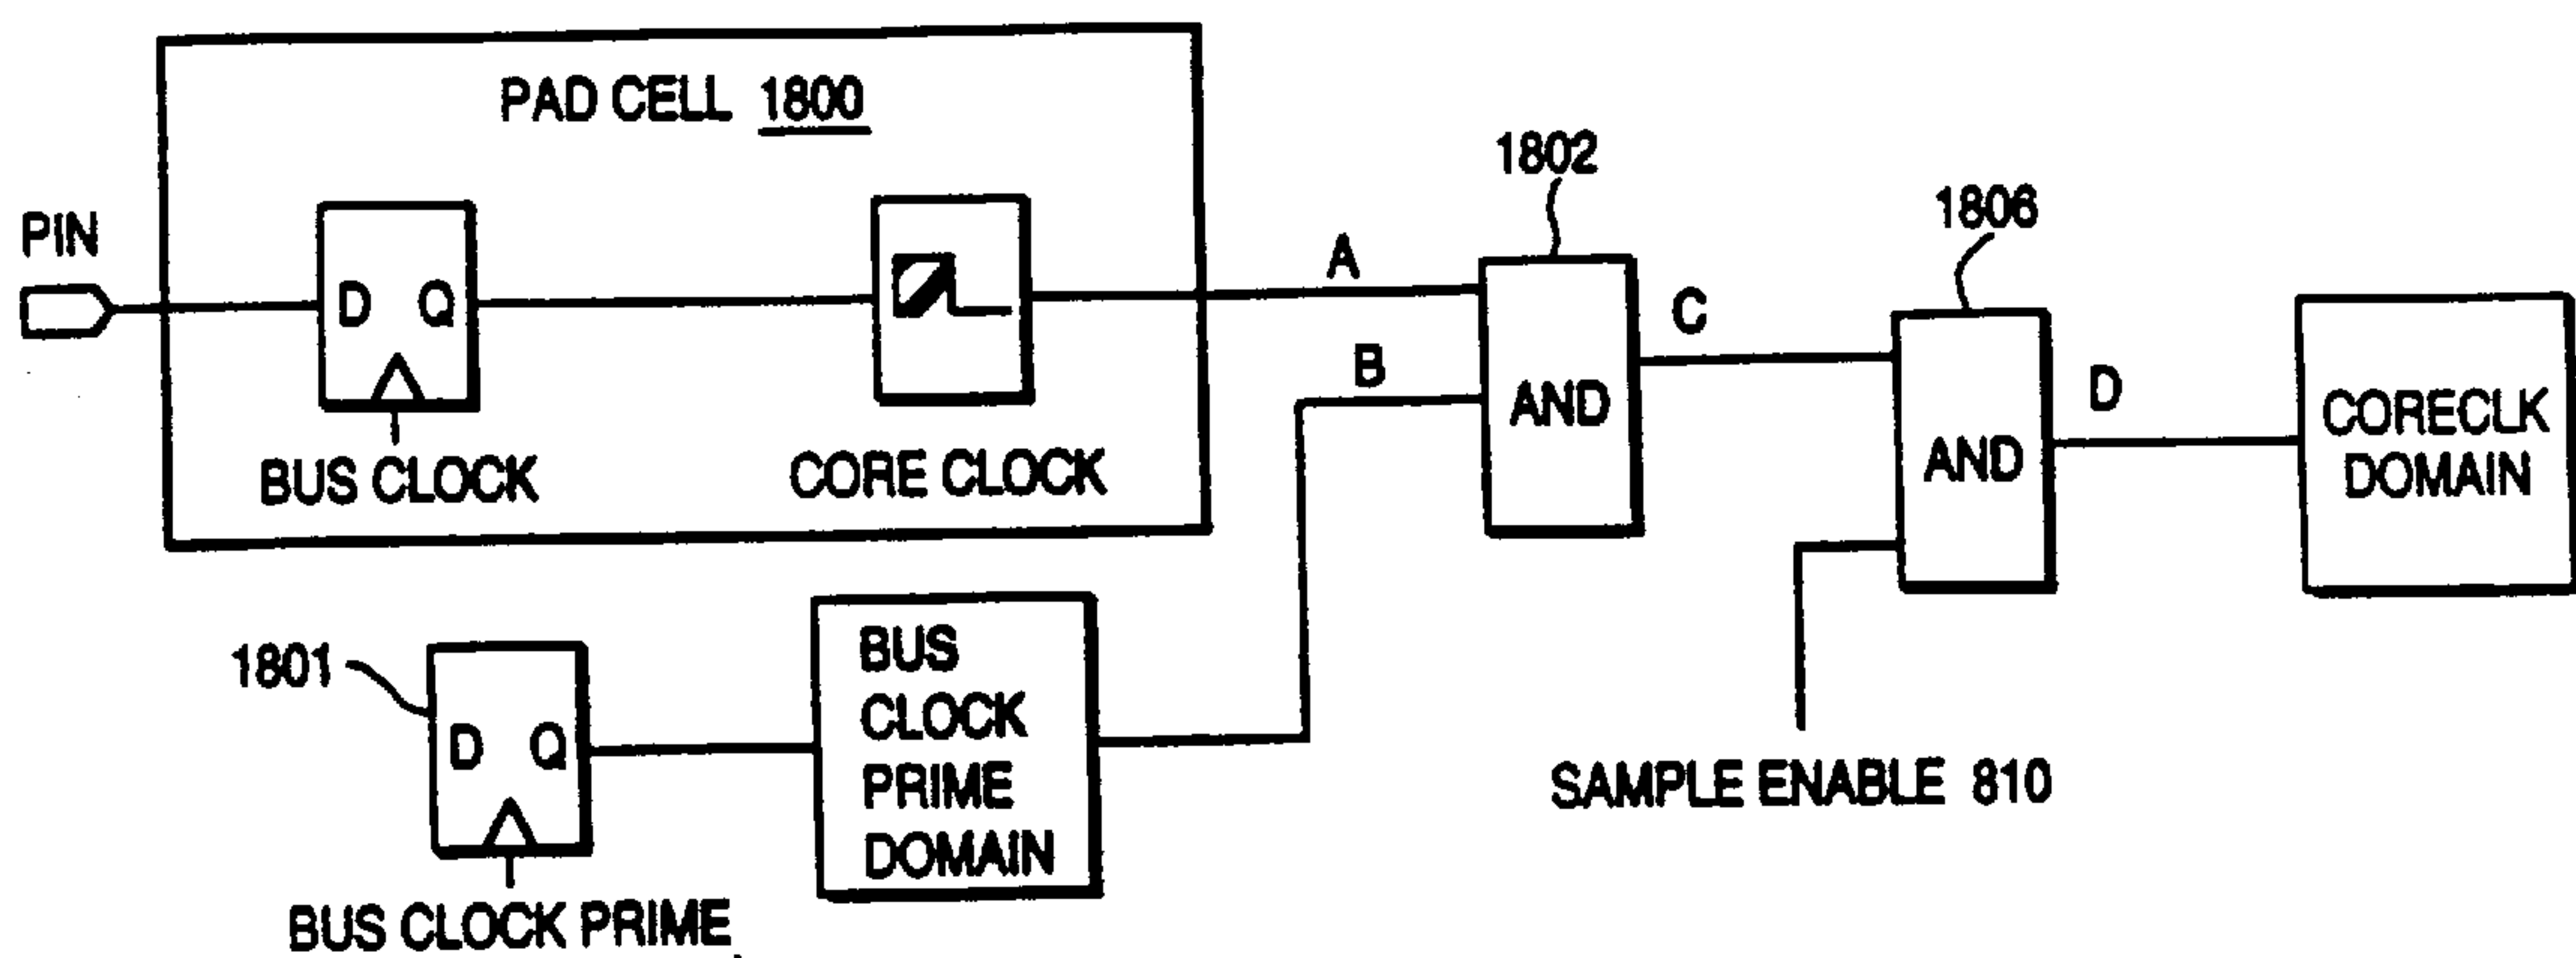 PAD CELL 1800
1802
1806
PIN
D Q
A
C
B
AND
D
CORECLK
DOMAIN
AND
BUS CLOCK
CORE CLOCK
1801
D Q
BUS
CLOCK
PRIME
DOMAIN
SAMPLE ENABLE 810
BUS CLOCK PRIME